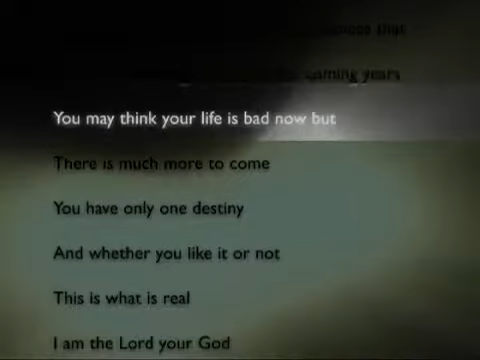 that
coming years
You may think your life is bad now but
There is much more to come
You have only one destiny
And whether you like it or not
This is what is real
I am the Lord your God